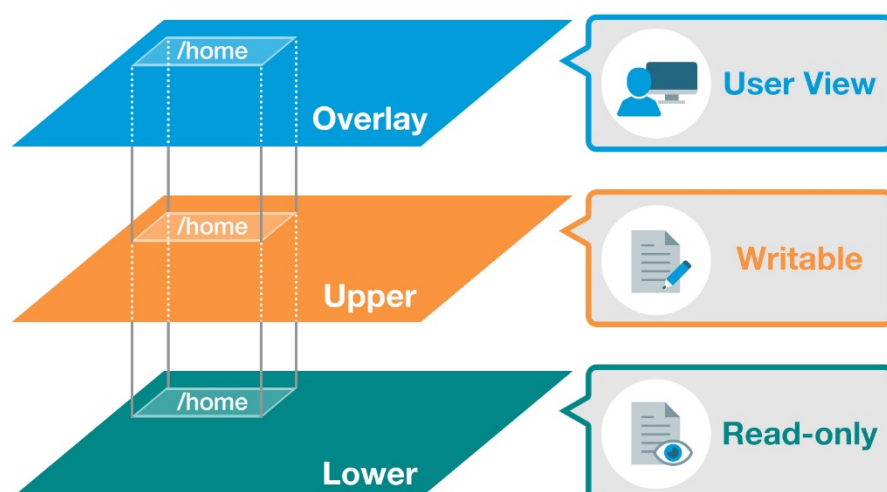 /home
Overlay
User View
/home
Upper
Writable
/home
Lower
Read-only